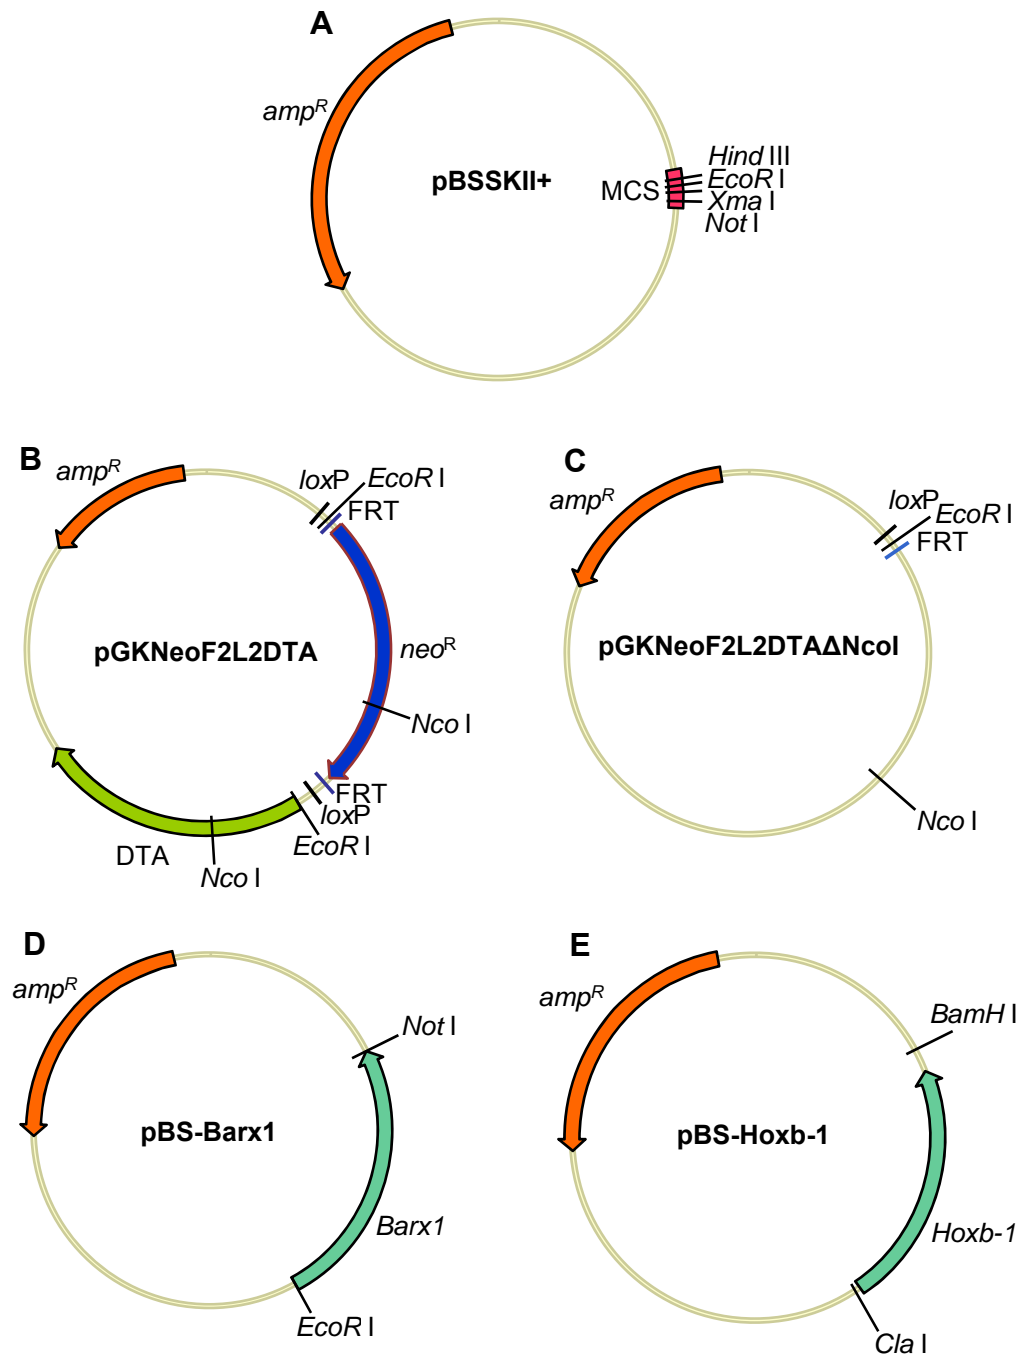 A
ampR
pBSSKII+
MCS
Hind III
EcoR I
Xma I
Not I
B
ampR
loxP
EcoR I
FRT
pGKNeoF2L2DTA
neoR
Nco I
FRT
loxP
EcoR I
DTA
Nco I
C
ampR
loxP
EcoR I
FRT
pGKNeoF2L2DTAΔNcoI
Nco I
D
ampR
Not I
pBS-Barx1
Barx1
EcoR I
E
ampR
BamH I
pBS-Hoxb-1
Hoxb-1
Cla I